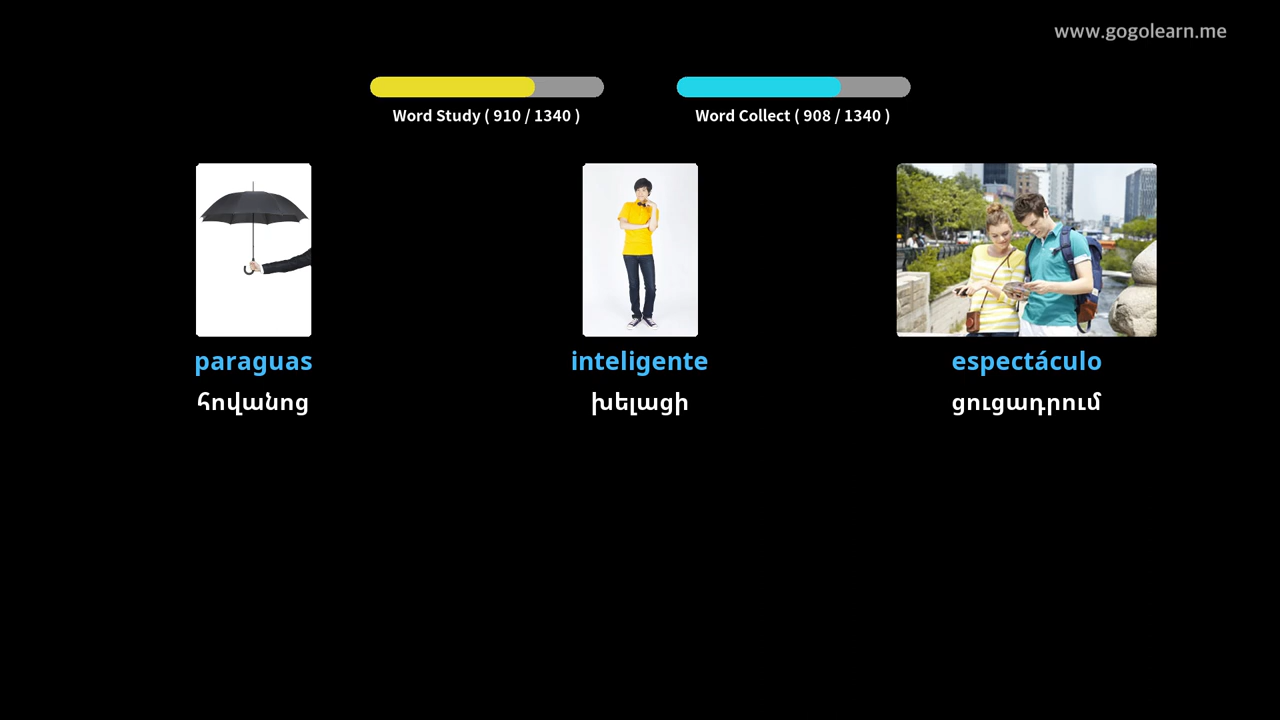 www.gogolearn.me
Word Study ( 910 / 1340 )
Word Collect ( 908 / 1340 )
paraguas
inteligente
espectáculo
հովանոց
խելացի
ցուցադրում